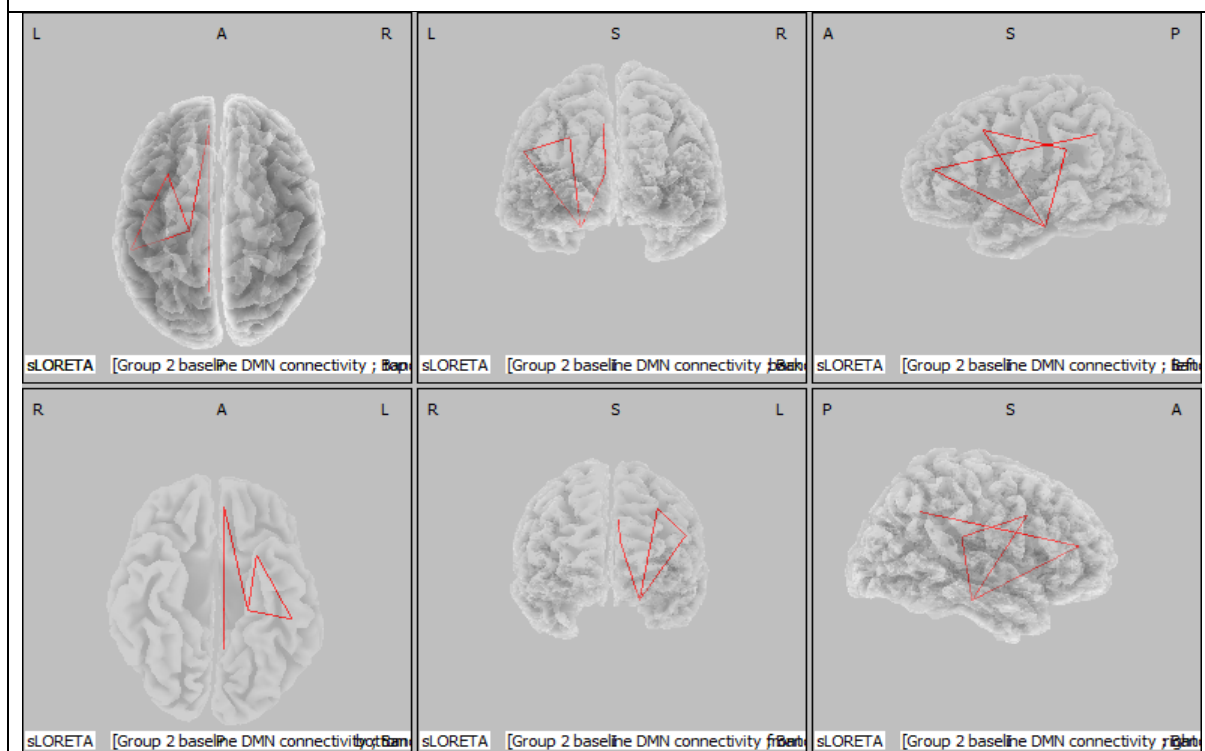 L A R
L S R
A S P
sLORETA [Group 2 baseline DMN connectivity ;
sLORETA [Group 2 baseline DMN connectivity ;
sLORETA [Group 2 baseline DMN connectivity ;
R A L
R S L
P S A
sLORETA [Group 2 baseline DMN connectivity
sLORETA [Group 2 baseline DMN connectivity ;
sLORETA [Group 2 baseline DMN connectivity ;